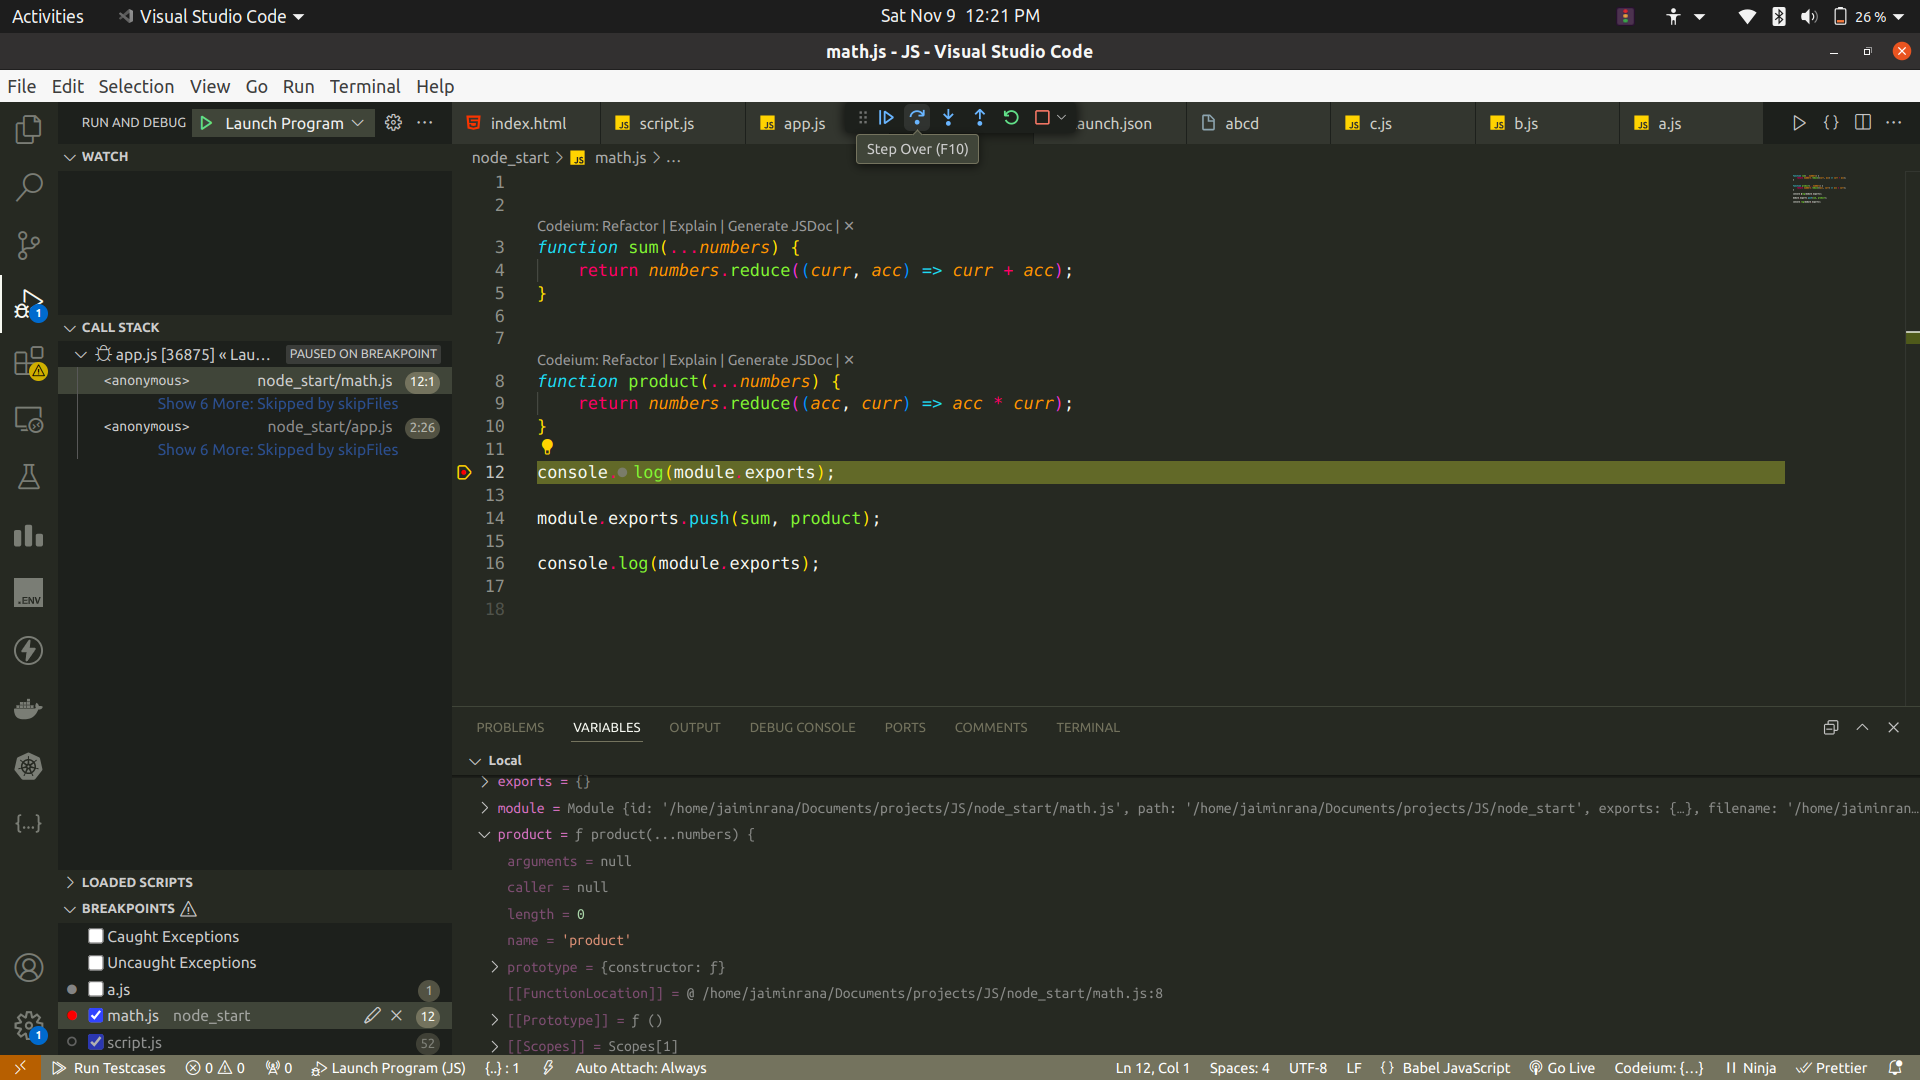 Activities
Visual Studio Code
Sat Nov 9 12:21 PM
26 %
math.js - JS - Visual Studio Code
File Edit Selection View Go Run Terminal Help
RUN AND DEBUG Launch Program
index.html script.js app.js launch.json abcd c.js b.js a.js
Step Over (F10)
WATCH
node_start > math.js > ...
1
2
Codeium: Refactor | Explain | Generate JSDoc | ×
3 function sum(...numbers) {
4 return numbers.reduce((curr, acc) => curr + acc);
5 }
6
7
Codeium: Refactor | Explain | Generate JSDoc | ×
8 function product(...numbers) {
9 return numbers.reduce((acc, curr) => acc * curr);
10 }
11
12 console.log(module.exports);
13
14 module.exports.push(sum, product);
15
16 console.log(module.exports);
17
18
CALL STACK
app.js [36875] « Lau... PAUSED ON BREAKPOINT
<anonymous> node_start/math.js 12:1
Show 6 More: Skipped by skipFiles
<anonymous> node_start/app.js 2:26
Show 6 More: Skipped by skipFiles
1
.ENV
{...}
LOADED SCRIPTS
BREAKPOINTS
Caught Exceptions
Uncaught Exceptions
a.js 1
math.js node_start 12
script.js 52
1
PROBLEMS VARIABLES OUTPUT DEBUG CONSOLE PORTS COMMENTS TERMINAL
Local
exports = {}
module = Module {id: '/home/jaiminrana/Documents/projects/JS/node_start/math.js', path: '/home/jaiminrana/Documents/projects/JS/node_start', exports: {…}, filename: '/home/jaiminran…
product = ƒ product(...numbers) {
arguments = null
caller = null
length = 0
name = 'product'
prototype = {constructor: ƒ}
[[FunctionLocation]] = @ /home/jaiminrana/Documents/projects/JS/node_start/math.js:8
[[Prototype]] = ƒ ()
[[Scopes]] = Scopes[1]
Run Testcases 0 0 0 Launch Program (JS) {..} : 1 Auto Attach: Always Ln 12, Col 1 Spaces: 4 UTF-8 LF {} Babel JavaScript Go Live Codeium: {...} Ninja Prettier